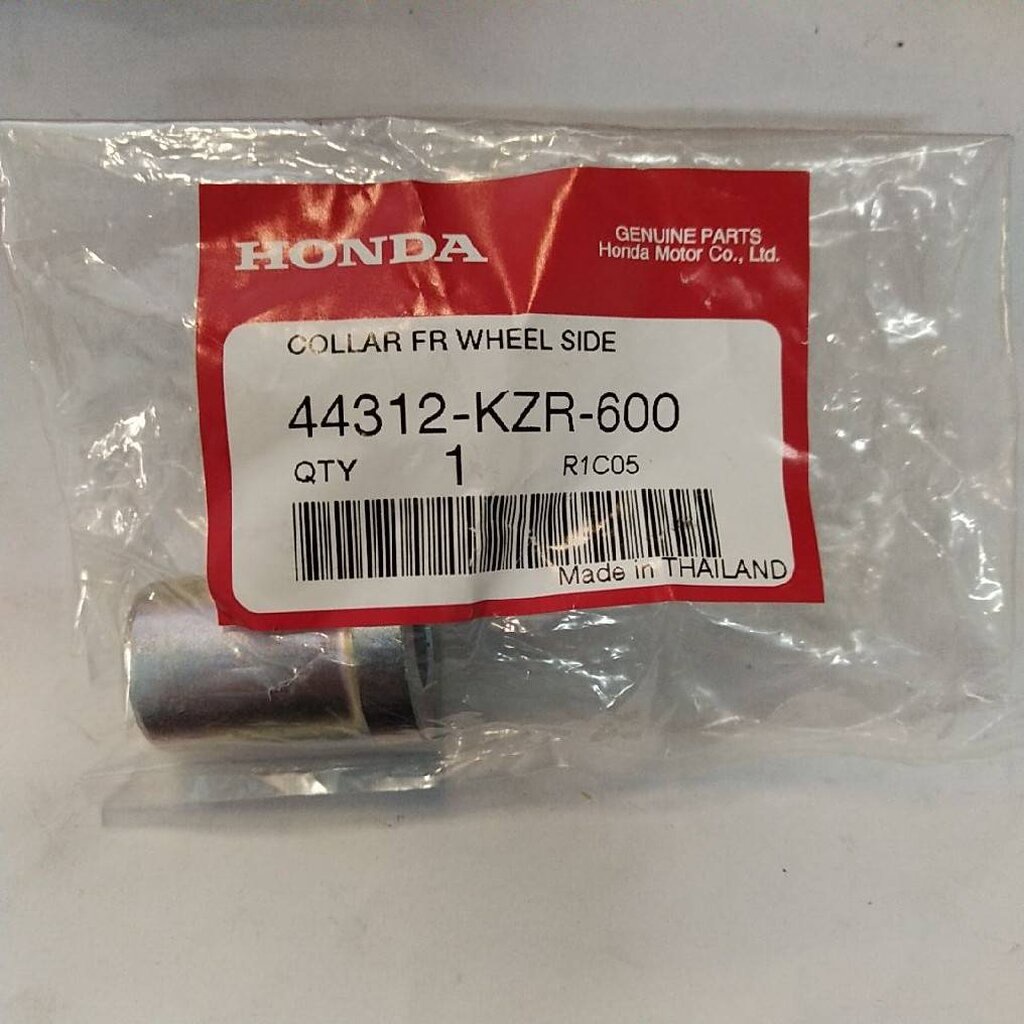 HONDA
GENUINE PARTS
Honda Motor Co., Ltd.
COLLAR FR WHEEL SIDE
44312-KZR-600
QTY 1 R1C05
Made in THAILAND